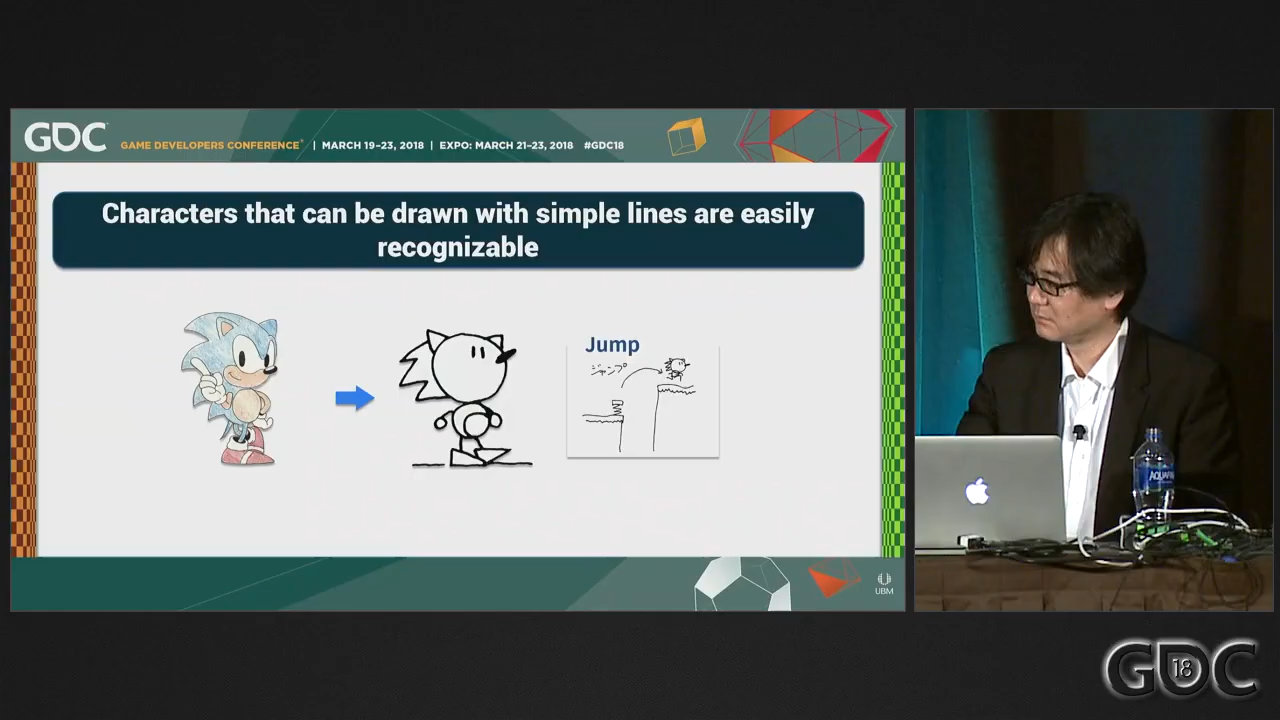 GDC
GAME DEVELOPERS CONFERENCE® | MARCH 19–23, 2018 | EXPO: MARCH 21–23, 2018 #GDC18
Characters that can be drawn with simple lines are easily
recognizable
Jump
ジャンプ
UBM
AQUAFINA
GDC
18